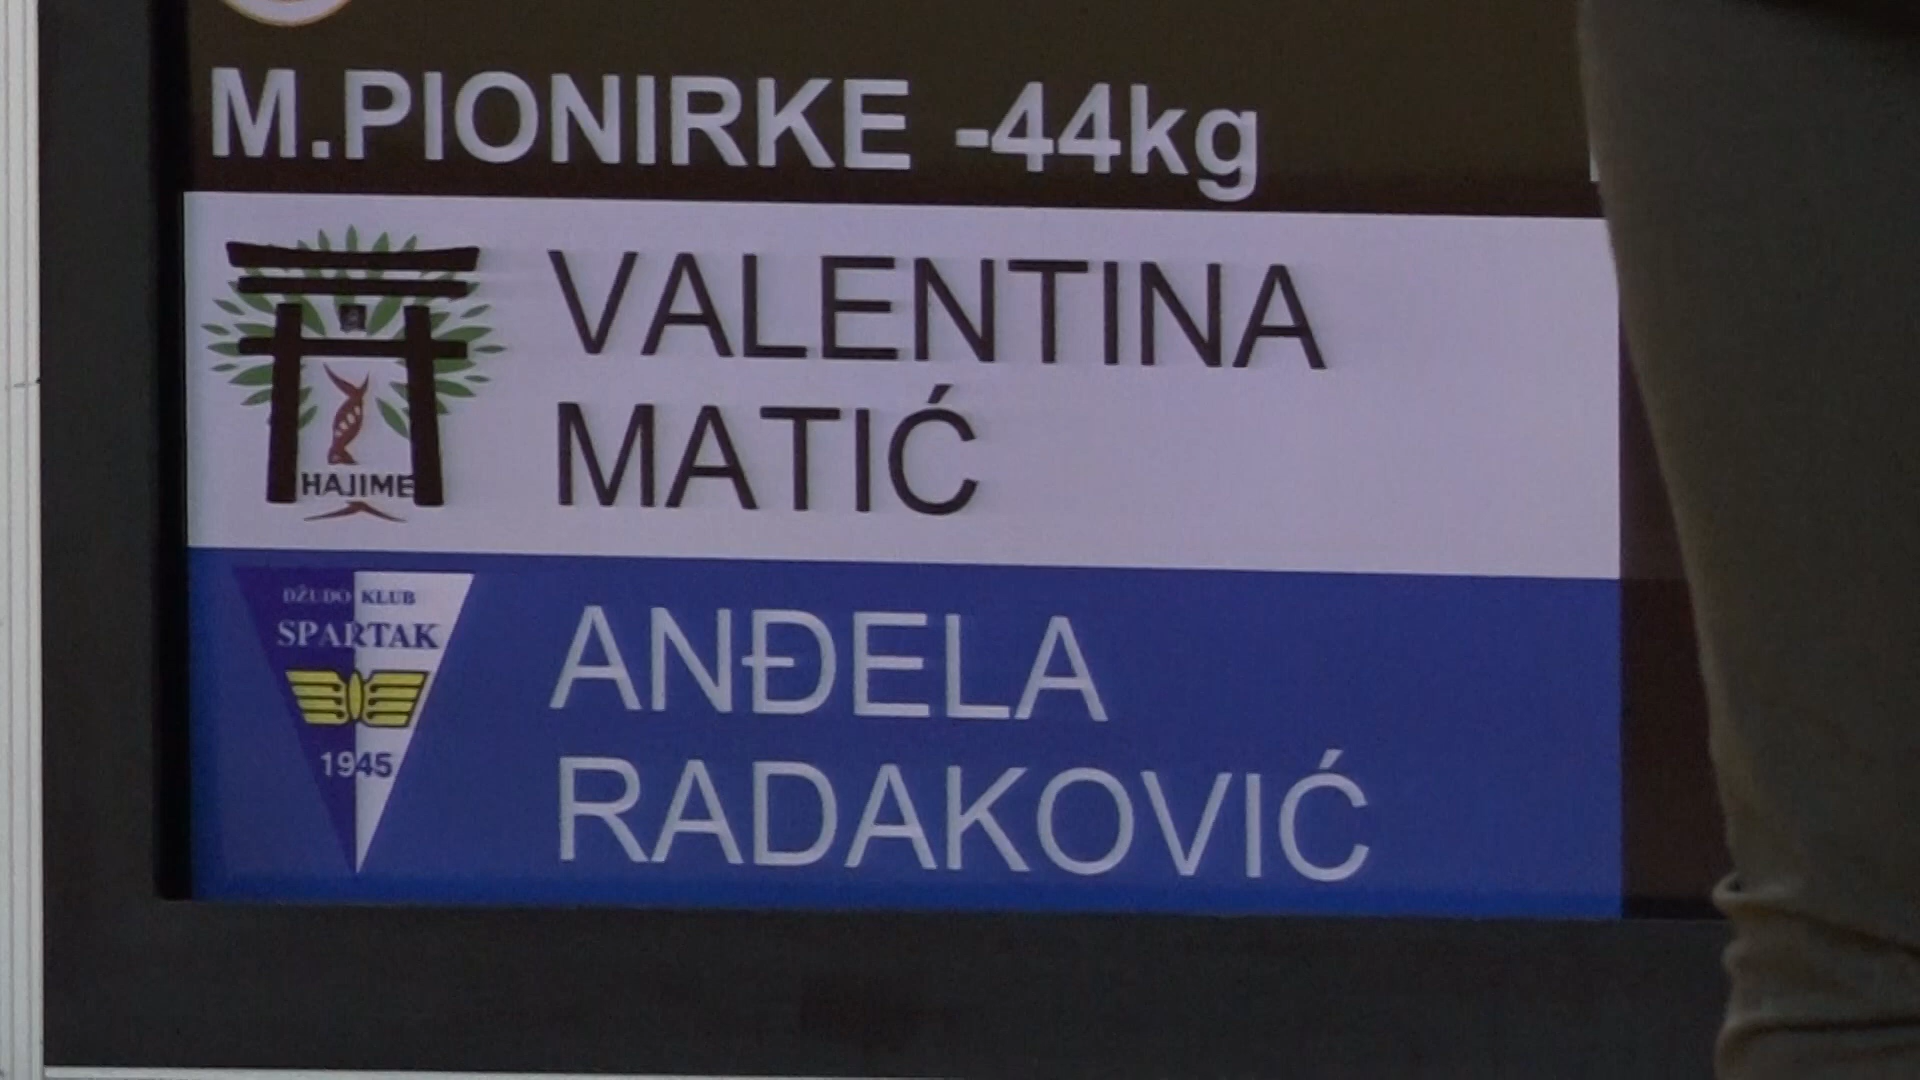 M.PIONIRKE -44kg
VALENTINA
MATIĆ
HAJIME
DŽUDO KLUB
SPARTAK
1945
ANĐELA
RADAKOVIĆ